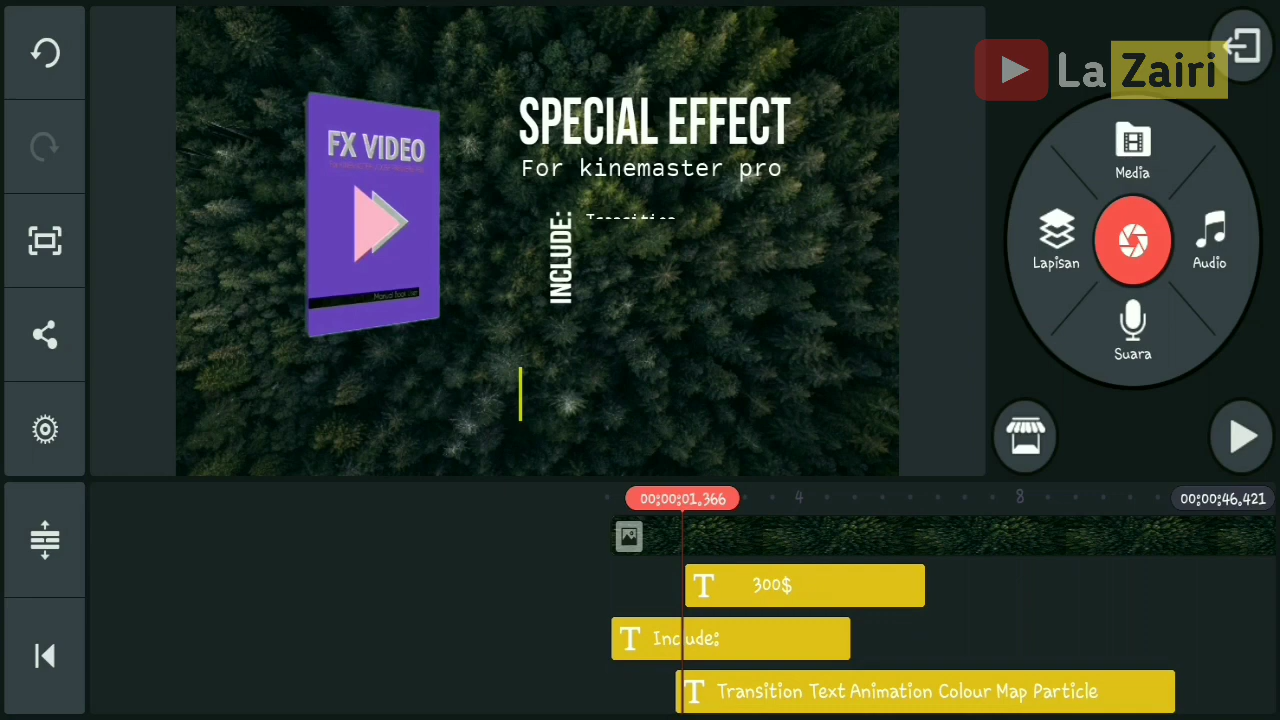 La Zairi
FX VIDEO
SPECIAL EFFECT
For kinemaster pro
INCLUDE:
Transition
Media
Lapisan
Audio
Suara
00:00:01,366
4
8
00:00:46,421
T 300$
T Include:
T Transition Text Animation Colour Map Particle